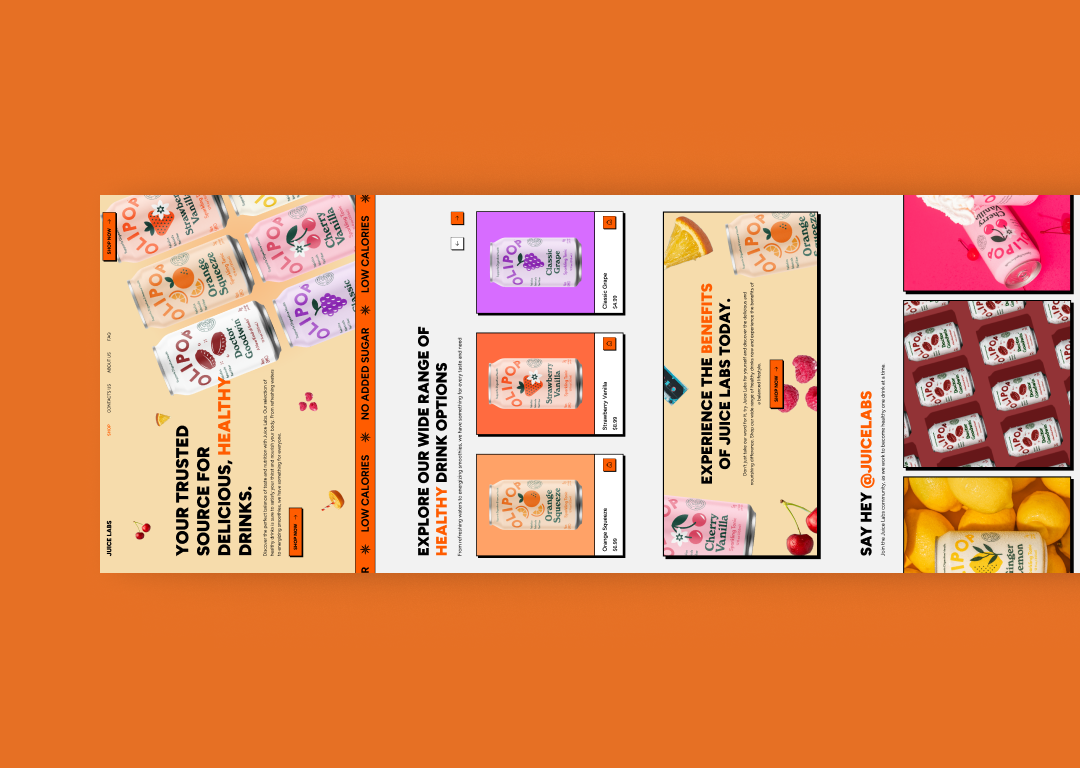 JUICE LABS
SHOP
CONTACTS US
ABOUT US
FAQ
SHOP NOW →
YOUR TRUSTED
SOURCE FOR
DELICIOUS, HEALTHY
DRINKS.
Discover the perfect balance of taste and nutrition with Juice Labs. Our selection of
healthy drinks is sure to satisfy your thirst and nourish your body. From refreshing waters
to energizing smoothies, we have something for everyone.
SHOP NOW →
OLIPOP
Doctor
Goodwin
OLIPOP
Orange
Squeeze
OLIPOP
OLIPOP
Classic
OLIPOP
Cherry
Vanilla
R ✷ LOW CALORIES ✷ NO ADDED SUGAR ✷ LOW CALORIES ✷
EXPLORE OUR WIDE RANGE OF
HEALTHY DRINK OPTIONS
From refreshing waters to energizing smoothies, we have something for every taste and need
OLIPOP
Orange
Squeeze
Orange Squeeze
$6.99
OLIPOP
Strawberry
Vanilla
Strawberry Vanilla
$6.99
OLIPOP
Classic
Grape
Classic Grape
$4.99
EXPERIENCE THE BENEFITS
OF JUICE LABS TODAY.
Don't just take our word for it, try Juice Labs for yourself and discover the delicious and
nourishing difference. Shop our wide range of healthy drinks now and experience the benefits of
a balanced lifestyle.
SHOP NOW →
OLIPOP
Cherry
Vanilla
OLIPOP
Orange
Squeeze
SAY HEY @JUICELABS
Join the Juice Labs community, as we work to become healthy one drink at a time.
OLIPOP
Ginger
Lemon
OLIPOP
OLIPOP
Cherry
Vanilla